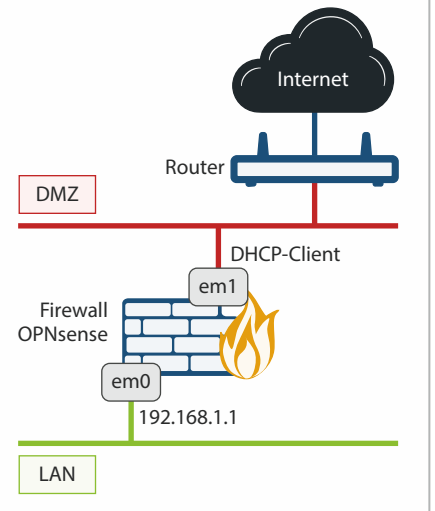 Internet
Router
DMZ
DHCP-Client
em1
Firewall
OPNsense
em0
192.168.1.1
LAN